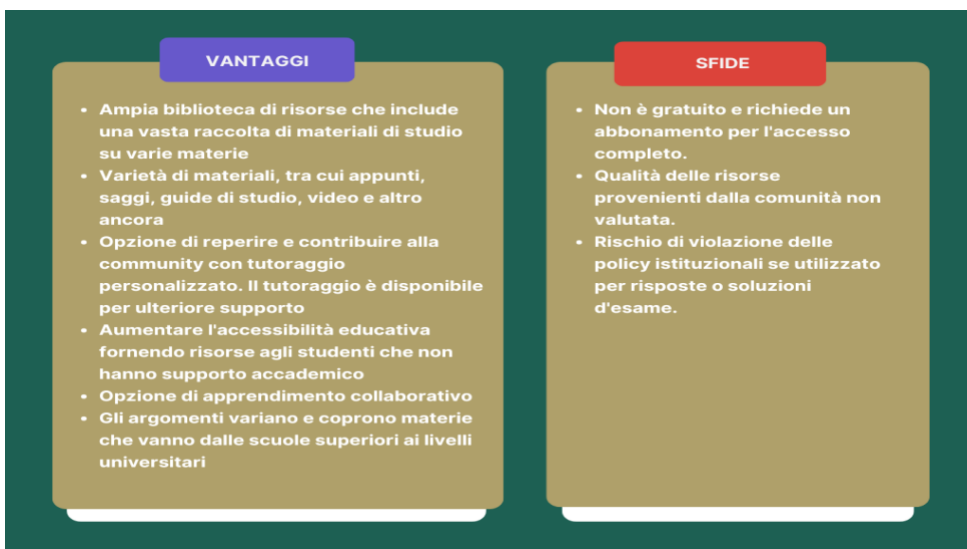 VANTAGGI
• Ampia biblioteca di risorse che include
una vasta raccolta di materiali di studio
su varie materie
• Varietà di materiali, tra cui appunti,
saggi, guide di studio, video e altro
ancora
• Opzione di reperire e contribuire alla
community con tutoraggio
personalizzato. Il tutoraggio è disponibile
per ulteriore supporto
• Aumentare l'accessibilità educativa
fornendo risorse agli studenti che non
hanno supporto accademico
• Opzione di apprendimento collaborativo
• Gli argomenti variano e coprono materie
che vanno dalle scuole superiori ai livelli
universitari
SFIDE
• Non è gratuito e richiede un
abbonamento per l'accesso
completo.
• Qualità delle risorse
provenienti dalla comunità non
valutata.
• Rischio di violazione delle
policy istituzionali se utilizzato
per risposte o soluzioni
d'esame.